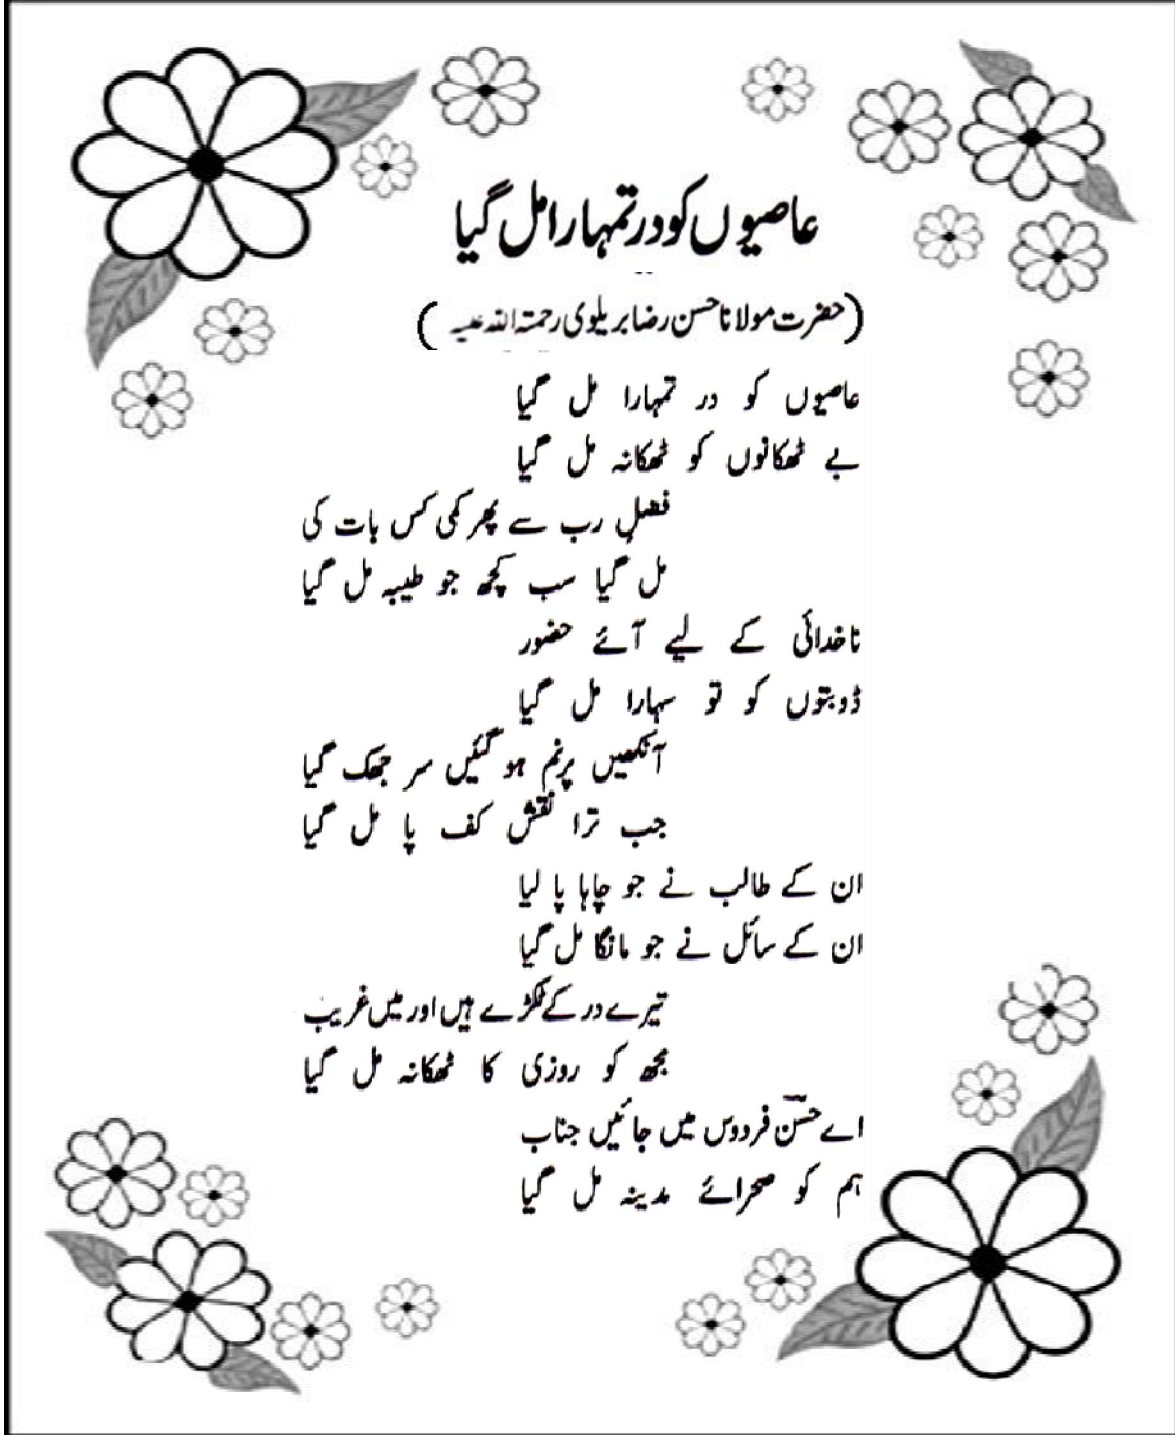 عاصیوں کو در تمہارا مل گیا
(حضرت مولانا حسن رضا بریلوی رحمتہ اللہ علیہ)
عاصیوں کو در تمہارا مل گیا
بے ٹھکانوں کو ٹھکانہ مل گیا
فضلِ رب سے پھر کمی کس بات کی
مل گیا سب کچھ جو طیبہ مل گیا
ناخدائی کے لیے آئے حضور
ڈوبتوں کو تو سہارا مل گیا
آنکھیں پرنم ہو گئیں سر جھک گیا
جب ترا نقش کف پا مل گیا
ان کے طالب نے جو چاہا پا لیا
ان کے سائل نے جو مانگا مل گیا
تیرے در کے ٹکڑے ہیں اور میں غریب
مجھ کو روزی کا ٹھکانہ مل گیا
اے حسنؔ فردوس میں جائیں جناب
ہم کو صحرائے مدینہ مل گیا